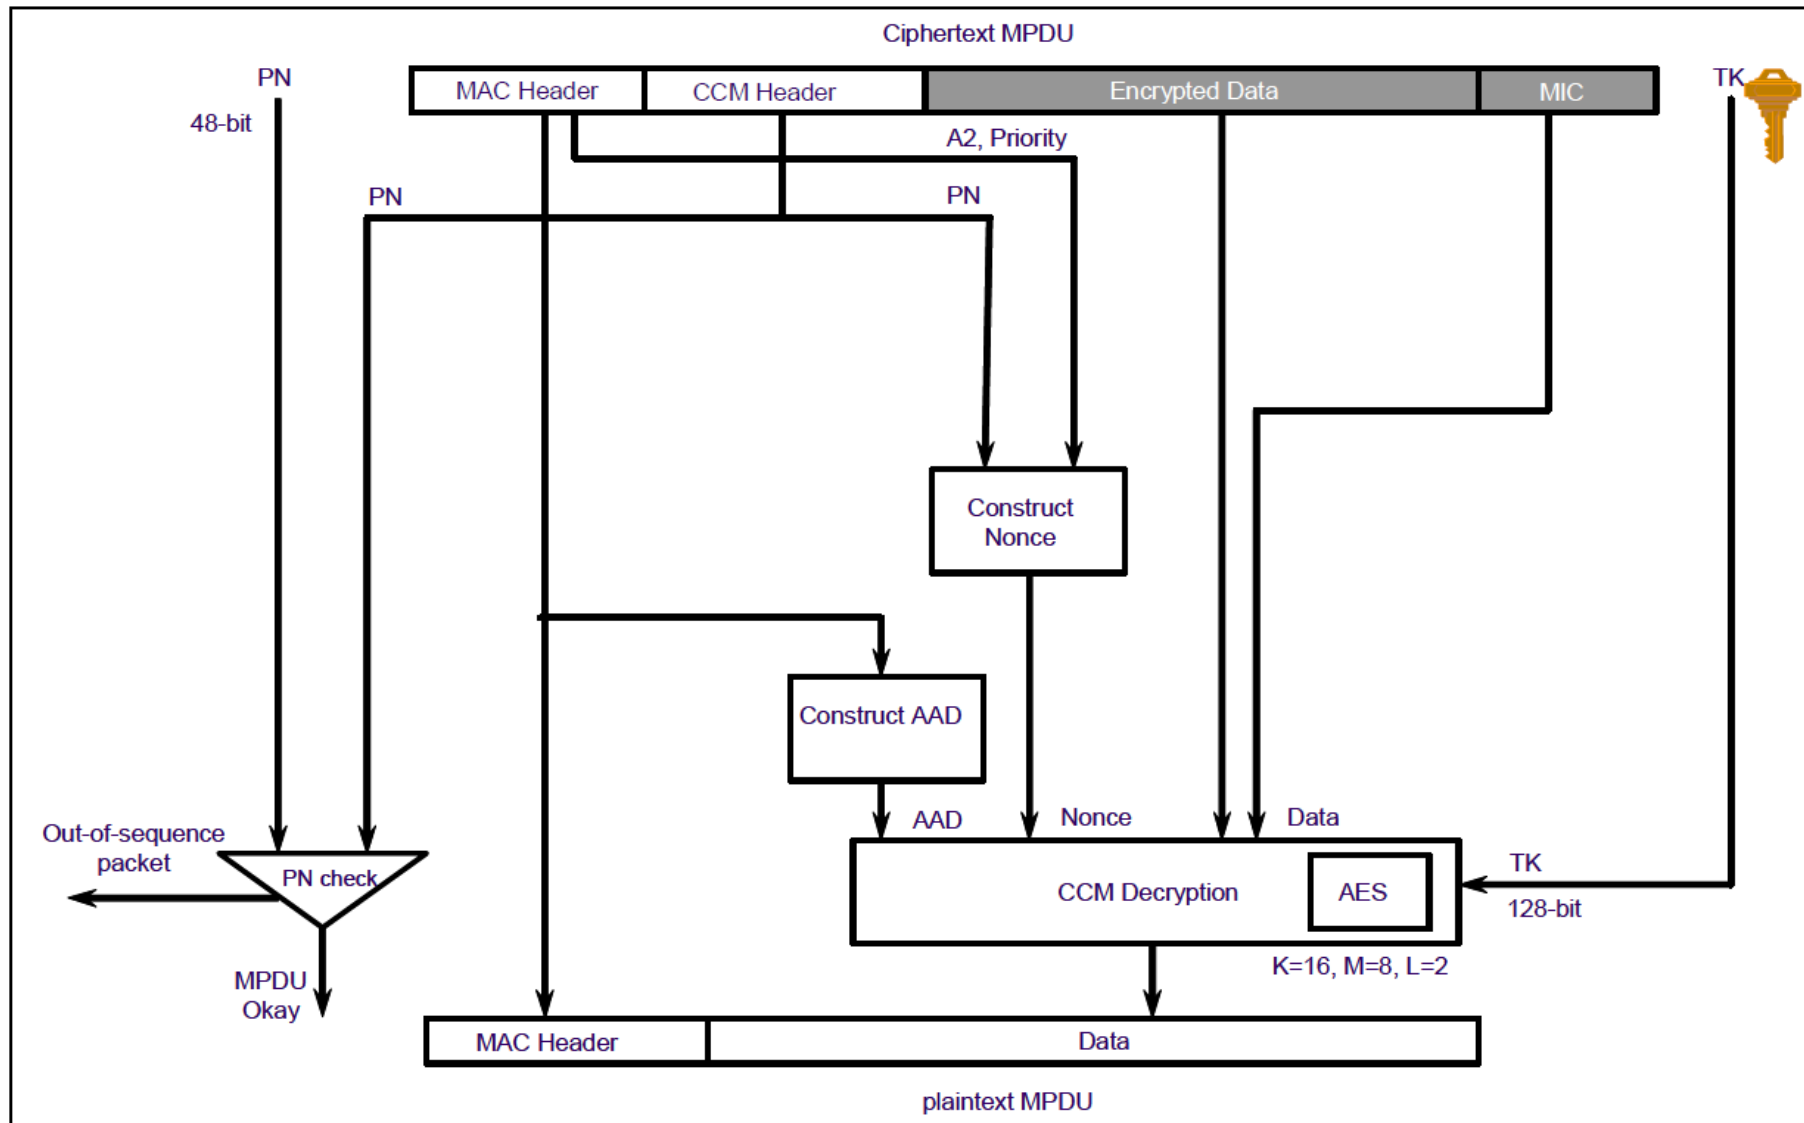 Ciphertext MPDU
PN
TK
MAC Header
CCM Header
Encrypted Data
MIC
48-bit
A2, Priority
PN
PN
Construct
Nonce
Construct AAD
AAD
Nonce
Data
Out-of-sequence
packet
PN check
CCM Decryption
AES
TK
128-bit
K=16, M=8, L=2
MPDU
Okay
MAC Header
Data
plaintext MPDU